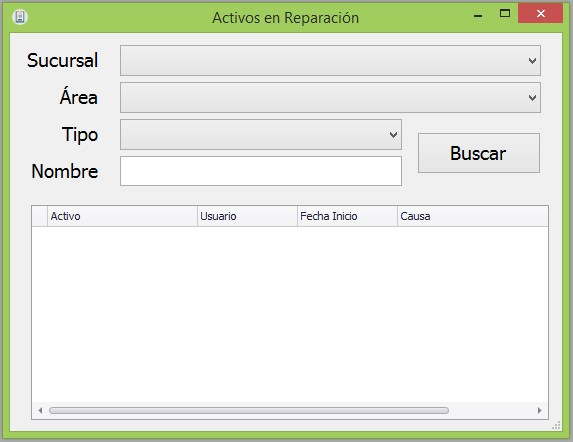 Activos en Reparación
Sucursal
Área
Tipo
Nombre
Buscar
Activo Usuario Fecha Inicio Causa